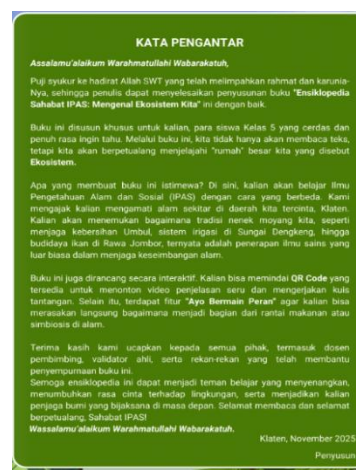 KATA PENGANTAR
Assalamu'alaikum Warahmatullahi Wabarakatuh,
Puji syukur ke hadirat Allah SWT yang telah melimpahkan rahmat dan karunia-
Nya, sehingga penulis dapat menyelesaikan penyusunan buku "Ensiklopedia
Sahabat IPAS: Mengenal Ekosistem Kita" ini dengan baik.
Buku ini disusun khusus untuk kalian, para siswa Kelas 5 yang cerdas dan
penuh rasa ingin tahu. Melalui buku ini, kita tidak hanya akan membaca teks,
tetapi kita akan berpetualang menjelajahi "rumah" besar kita yang disebut
Ekosistem.
Apa yang membuat buku ini istimewa? Di sini, kalian akan belajar Ilmu
Pengetahuan Alam dan Sosial (IPAS) dengan cara yang berbeda. Kami
mengajak kalian mengamati alam sekitar di daerah kita tercinta, Klaten.
Kalian akan menemukan bagaimana tradisi nenek moyang kita, seperti
menjaga kebersihan Umbul, sistem irigasi di Sungai Dengkeng, hingga
budidaya ikan di Rawa Jombor, ternyata adalah penerapan ilmu sains yang
luar biasa dalam menjaga keseimbangan alam.
Buku ini juga dirancang secara interaktif. Kalian bisa memindai QR Code yang
tersedia untuk menonton video penjelasan seru dan mengerjakan kuis
tantangan. Selain itu, terdapat fitur "Ayo Bermain Peran" agar kalian bisa
merasakan langsung bagaimana menjadi bagian dari rantai makanan atau
simbiosis di alam.
Terima kasih kami ucapkan kepada semua pihak, termasuk dosen
pembimbing, validator ahli, serta rekan-rekan yang telah membantu
penyempurnaan buku ini.
Semoga ensiklopedia ini dapat menjadi teman belajar yang menyenangkan,
menumbuhkan rasa cinta terhadap lingkungan, serta menjadikan kalian
penjaga bumi yang bijaksana di masa depan. Selamat membaca dan selamat
berpetualang, Sahabat IPAS!
Wassalamu'alaikum Warahmatullahi Wabarakatuh.
Klaten, November 2025
Penyusun